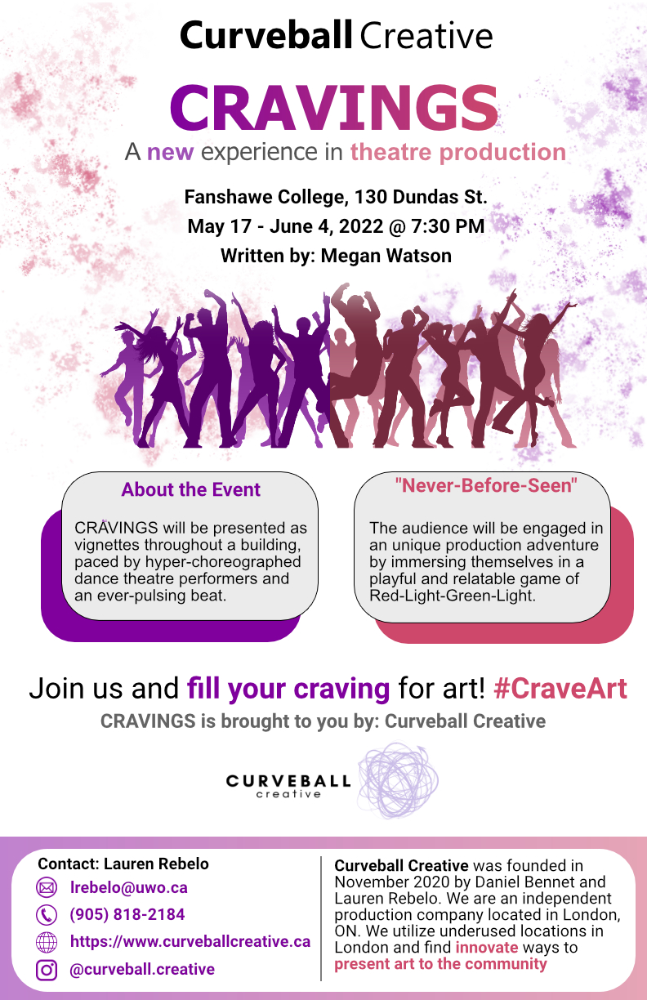 Curveball Creative
CRAVINGS
A new experience in theatre production
Fanshawe College, 130 Dundas St.
May 17 - June 4, 2022 @ 7:30 PM
Written by: Megan Watson
About the Event
CRAVINGS will be presented as
vignettes throughout a building,
paced by hyper-choreographed
dance theatre performers and
an ever-pulsing beat.
"Never-Before-Seen"
The audience will be engaged in
an unique production adventure
by immersing themselves in a
playful and relatable game of
Red-Light-Green-Light.
Join us and fill your craving for art! #CraveArt
CRAVINGS is brought to you by: Curveball Creative
CURVEBALL
creative
Contact: Lauren Rebelo
lrebelo@uwo.ca
(905) 818-2184
https://www.curveballcreative.ca
@curveball.creative
Curveball Creative was founded in
November 2020 by Daniel Bennet and
Lauren Rebelo. We are an independent
production company located in London,
ON. We utilize underused locations in
London and find innovate ways to
present art to the community